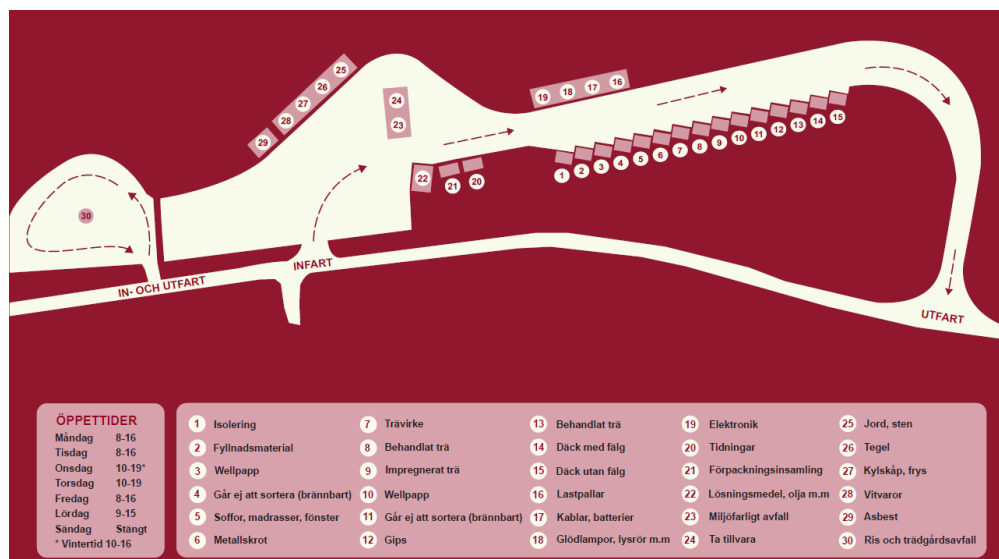 25
26
27
28
29
24
23
19 18 17 16
22
21
20
1 2 3 4 5 6 7 8 9 10 11 12 13 14 15
30
IN- OCH UTFART
INFART
UTFART
ÖPPETTIDER
Måndag 8-16
Tisdag 8-16
Onsdag 10-19*
Torsdag 10-19
Fredag 8-16
Lördag 9-15
Söndag Stängt
* Vintertid 10-16
1 Isolering
2 Fyllnadsmaterial
3 Wellpapp
4 Går ej att sortera (brännbart)
5 Soffor, madrasser, fönster
6 Metallskrot
7 Trävirke
8 Behandlat trä
9 Impregnerat trä
10 Wellpapp
11 Går ej att sortera (brännbart)
12 Gips
13 Behandlat trä
14 Däck med fälg
15 Däck utan fälg
16 Lastpallar
17 Kablar, batterier
18 Glödlampor, lysrör m.m
19 Elektronik
20 Tidningar
21 Förpackningsinsamling
22 Lösningsmedel, olja m.m
23 Miljöfarligt avfall
24 Ta tillvara
25 Jord, sten
26 Tegel
27 Kylskåp, frys
28 Vitvaror
29 Asbest
30 Ris och trädgårdsavfall